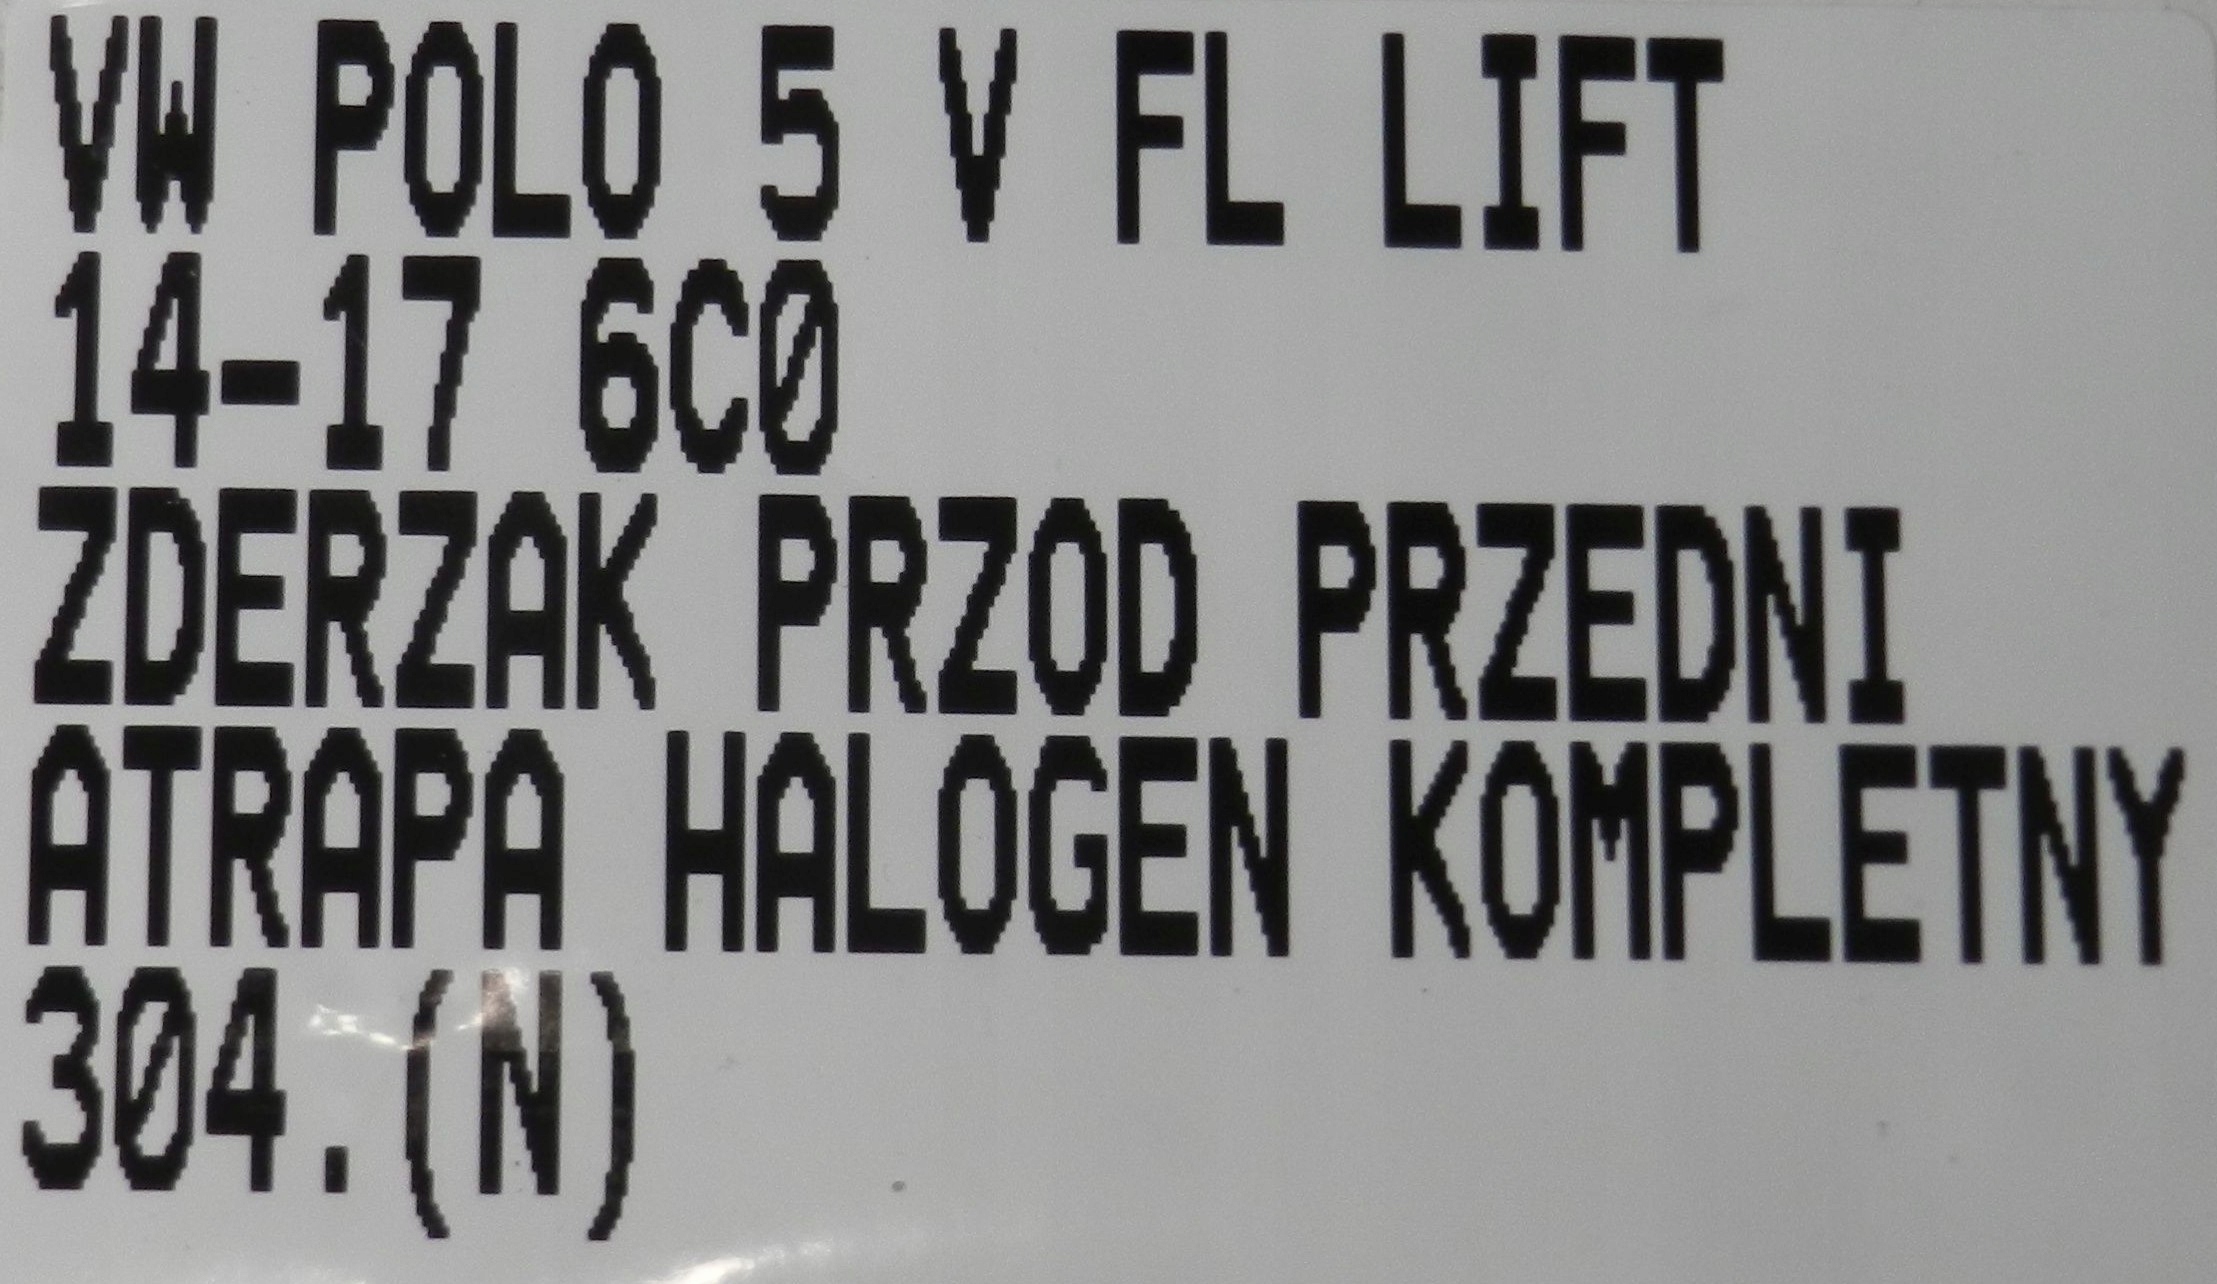 VW POLO 5 V FL LIFT
14-17 6C0
ZDERZAK PRZOD PRZEDNI
ATRAPA HALOGEN KOMPLETNY
304.(N)